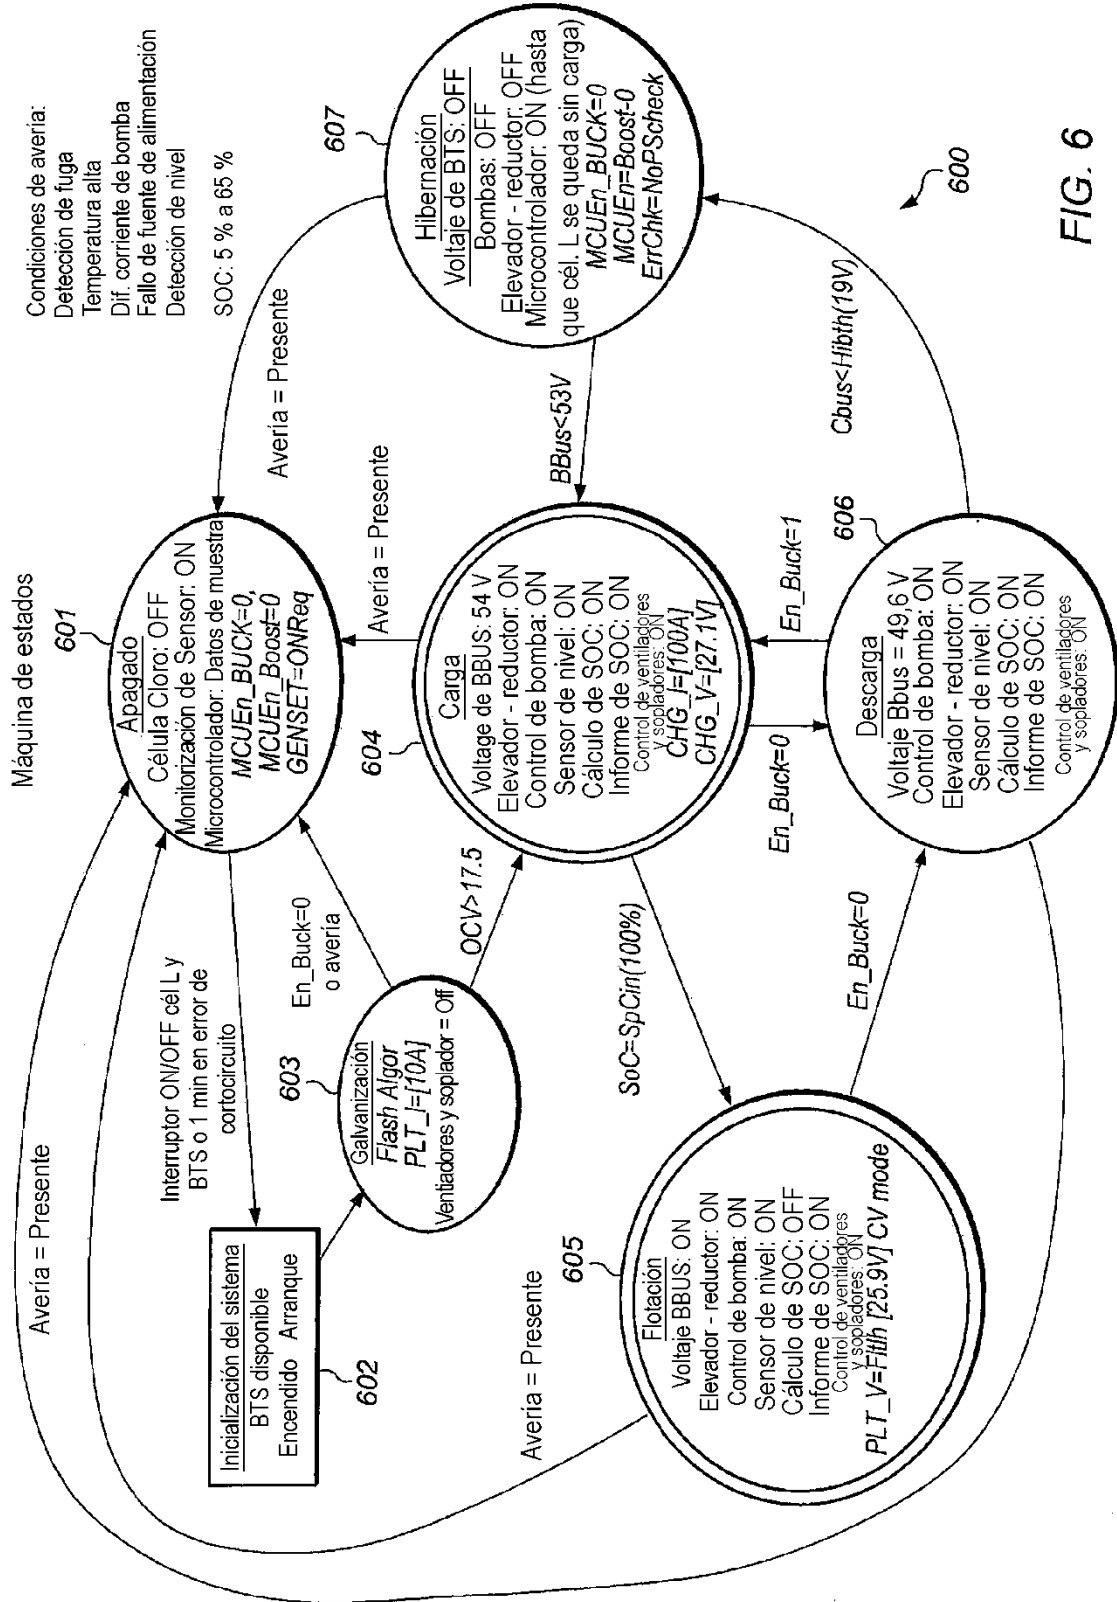 Máquina de estados
Condiciones de avería:
Detección de fuga
Temperatura alta
Dif. corriente de bomba
Fallo de fuente de alimentación
Detección de nivel
SOC: 5 % a 65 %
601
Apagado
Célula Cloro: OFF
Monitorización de Sensor: ON
Microcontrolador: Datos de muestra
MCUEn_BUCK=0,
MCUEn_Boost=0
GENSET=ONReq
Avería = Presente
Avería = Presente
Avería = Presente
Avería = Presente
Interruptor ON/OFF cél L y
BTS o 1 min en error de
cortocircuito
En_Buck=0
o avería
602
Inicialización del sistema
BTS disponible
Encendido Arranque
603
Galvanización
Flash Algor
PLT_I=[10A]
Ventiadores y soplador = Off
OCV>17.5
604
Carga
Voltage de BBUS: 54 V
Elevador - reductor: ON
Control de bomba: ON
Sensor de nivel: ON
Cálculo de SOC: ON
Informe de SOC: ON
Control de ventiladores
y sopladores: ON
CHG_I=[100A]
CHG_V=[27.1V]
BBus<53V
607
Hibernación
Voltaje de BTS: OFF
Bombas: OFF
Elevador - reductor: OFF
Microcontrolador: ON (hasta
que cél. L se queda sin carga)
MCUEn_BUCK=0
MCUEn=Boost-0
ErrChk=NoPScheck
SoC=SpCin(100%)
En_Buck=0
En_Buck=1
Cbus<Hibth(19V)
605
Flotación
Voltaje BBUS: ON
Elevador - reductor: ON
Control de bomba: ON
Sensor de nivel: ON
Cálculo de SOC: OFF
Informe de SOC: ON
Control de ventiladores
y sopladores: ON
PLT_V=Fitlh [25.9V] CV mode
En_Buck=0
606
Descarga
Voltaje Bbus = 49,6 V
Control de bomba: ON
Elevador - reductor: ON
Sensor de nivel: ON
Cálculo de SOC: ON
Informe de SOC: ON
Control de ventiladores
y sopladores: ON
600
FIG. 6